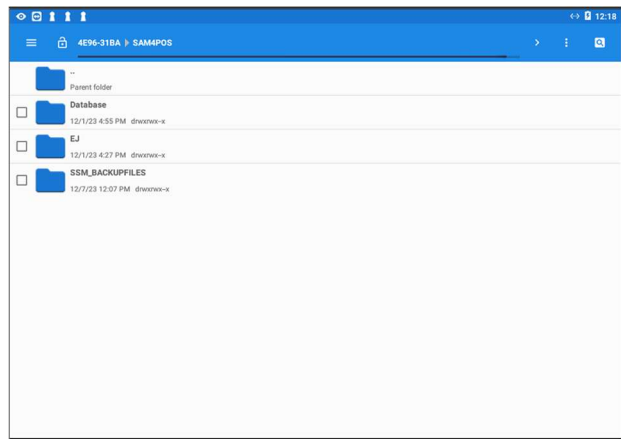 12:18
4E96-31BA SAM4POS
..
Parent folder
Database
12/1/23 4:55 PM drwxrwx--x
EJ
12/1/23 4:27 PM drwxrwx--x
SSM_BACKUPFILES
12/7/23 12:07 PM drwxrwx--x